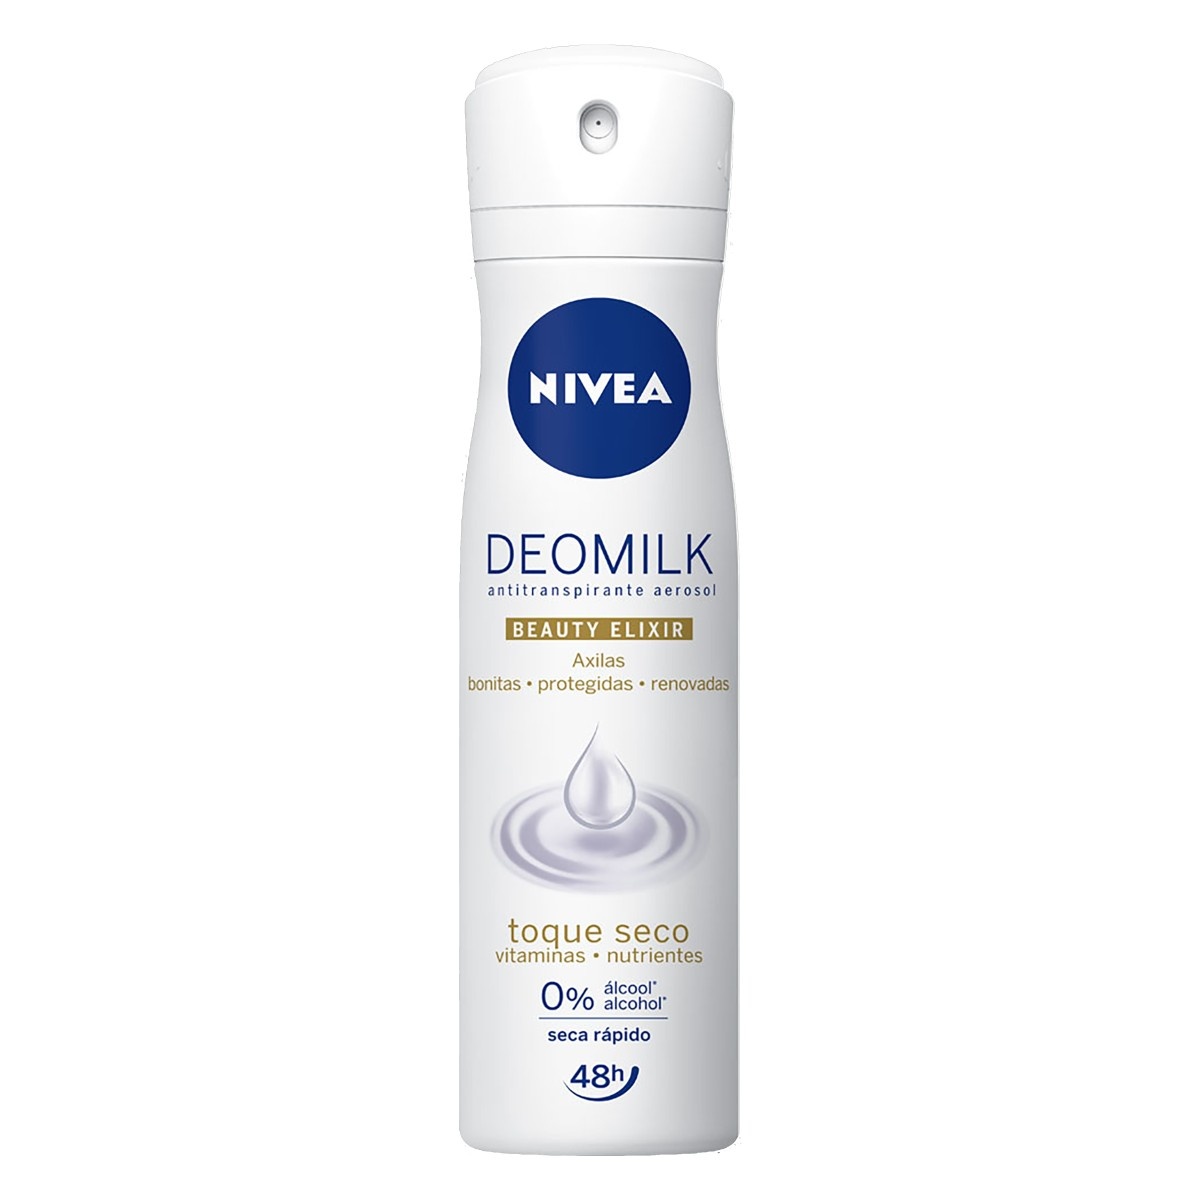 NIVEA
DEOMILK
antitranspirante aerosol
BEAUTY ELIXIR
Axilas
bonitas • protegidas • renovadas
toque seco
vitaminas • nutrientes
0% álcool*
alcohol*
seca rápido
48h